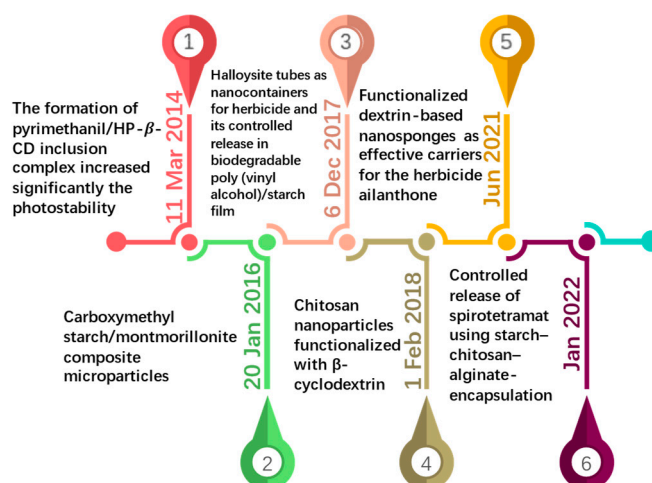 1
The formation of
pyrimethanil/HP-β-
CD inclusion
complex increased
significantly the
photostability
11 Mar 2014
Carboxymethyl
starch/montmorillonite
composite
microparticles
20 Jan 2016
2
3
Halloysite tubes as
nanocontainers
for herbicide and
its controlled
release in
biodegradable
poly (vinyl
alcohol)/starch
film
6 Dec 2017
Chitosan
nanoparticles
functionalized
with β-
cyclodextrin
1 Feb 2018
4
5
Functionalized
dextrin-based
nanosponges as
effective carriers
for the herbicide
ailanthone
Jun 2021
Controlled
release of
spirotetramat
using starch–
chitosan–
alginate-
encapsulation
Jan 2022
6